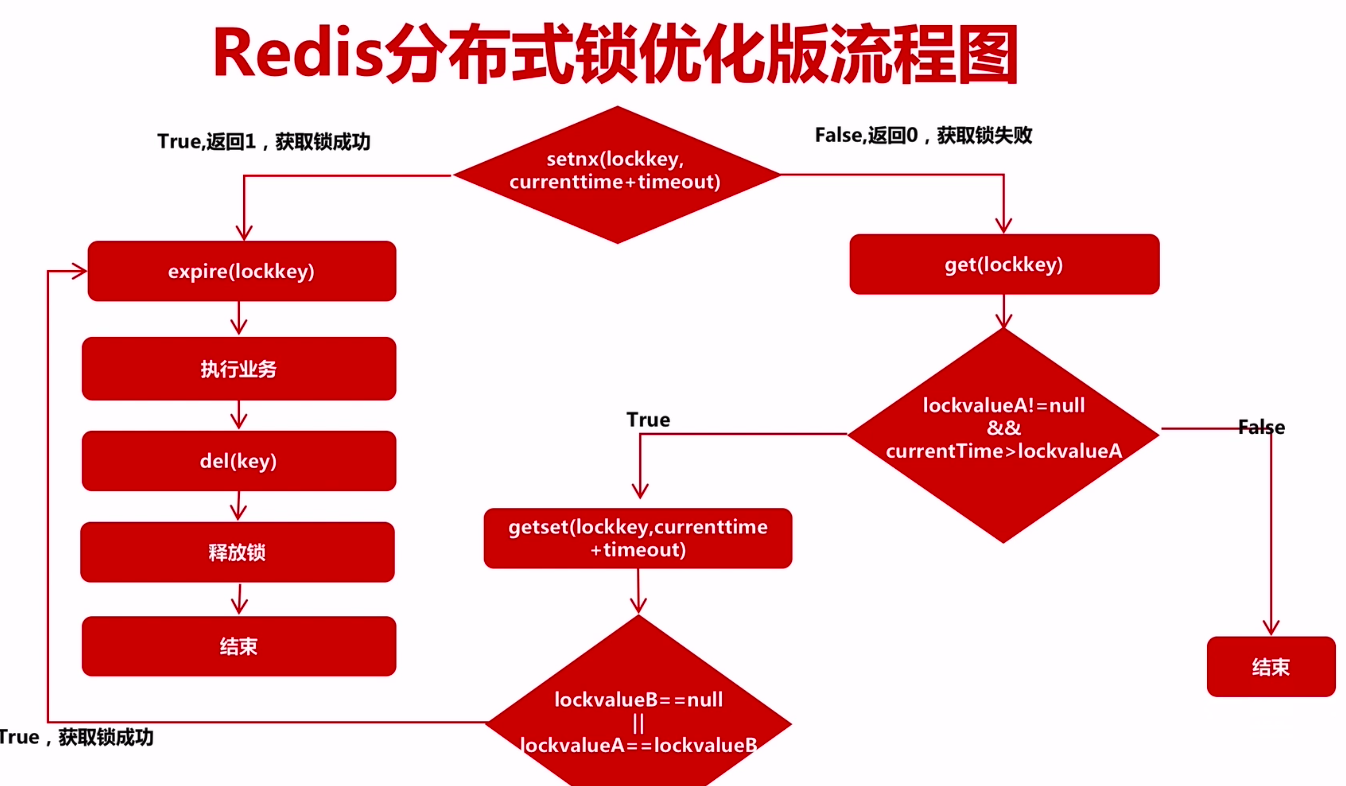 Redis分布式锁优化版流程图
True,返回1，获取锁成功
False,返回0，获取锁失败
setnx(lockkey,
currenttime+timeout)
expire(lockkey)
get(lockkey)
执行业务
lockvalueA!=null
&&
currentTime>lockvalueA
True
False
del(key)
getset(lockkey,currenttime
+timeout)
释放锁
结束
结束
lockvalueB==null
||
lockvalueA==lockvalueB
True，获取锁成功